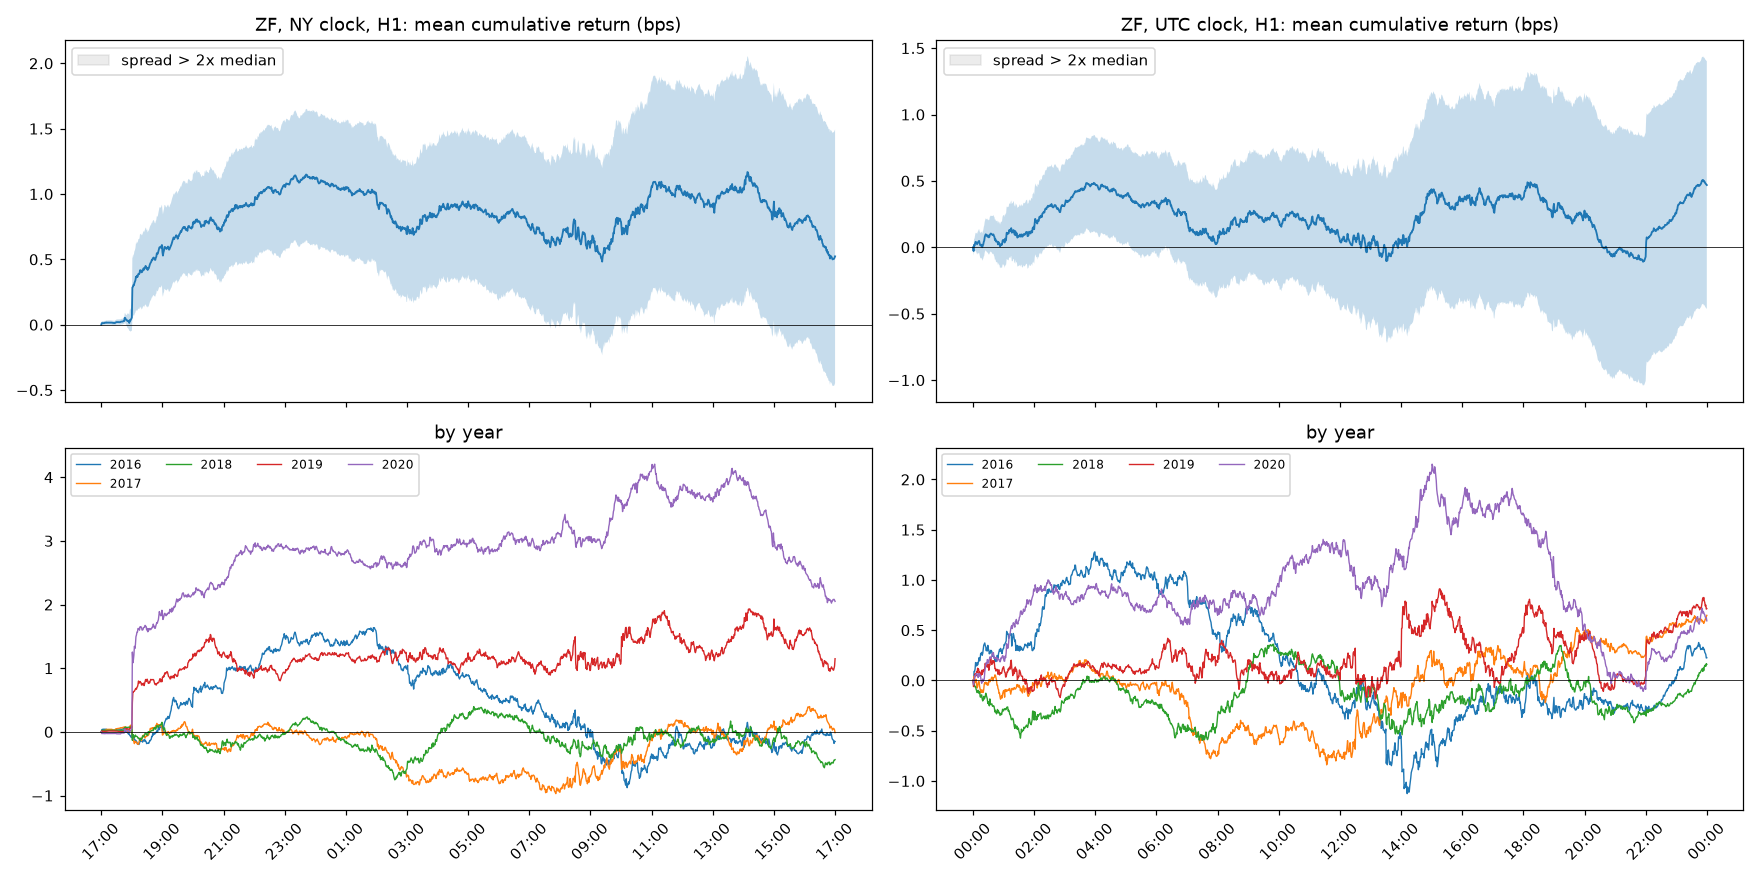 ZF, NY clock, H1: mean cumulative return (bps)
spread > 2x median
2.0
1.5
1.0
0.5
0.0
−0.5
ZF, UTC clock, H1: mean cumulative return (bps)
spread > 2x median
1.5
1.0
0.5
0.0
−0.5
−1.0
by year
2016 2018 2019 2020
2017
4
3
2
1
0
−1
17:00 19:00 21:00 23:00 01:00 03:00 05:00 07:00 09:00 11:00 13:00 15:00 17:00
by year
2016 2018 2019 2020
2017
2.0
1.5
1.0
0.5
0.0
−0.5
−1.0
00:00 02:00 04:00 06:00 08:00 10:00 12:00 14:00 16:00 18:00 20:00 22:00 00:00